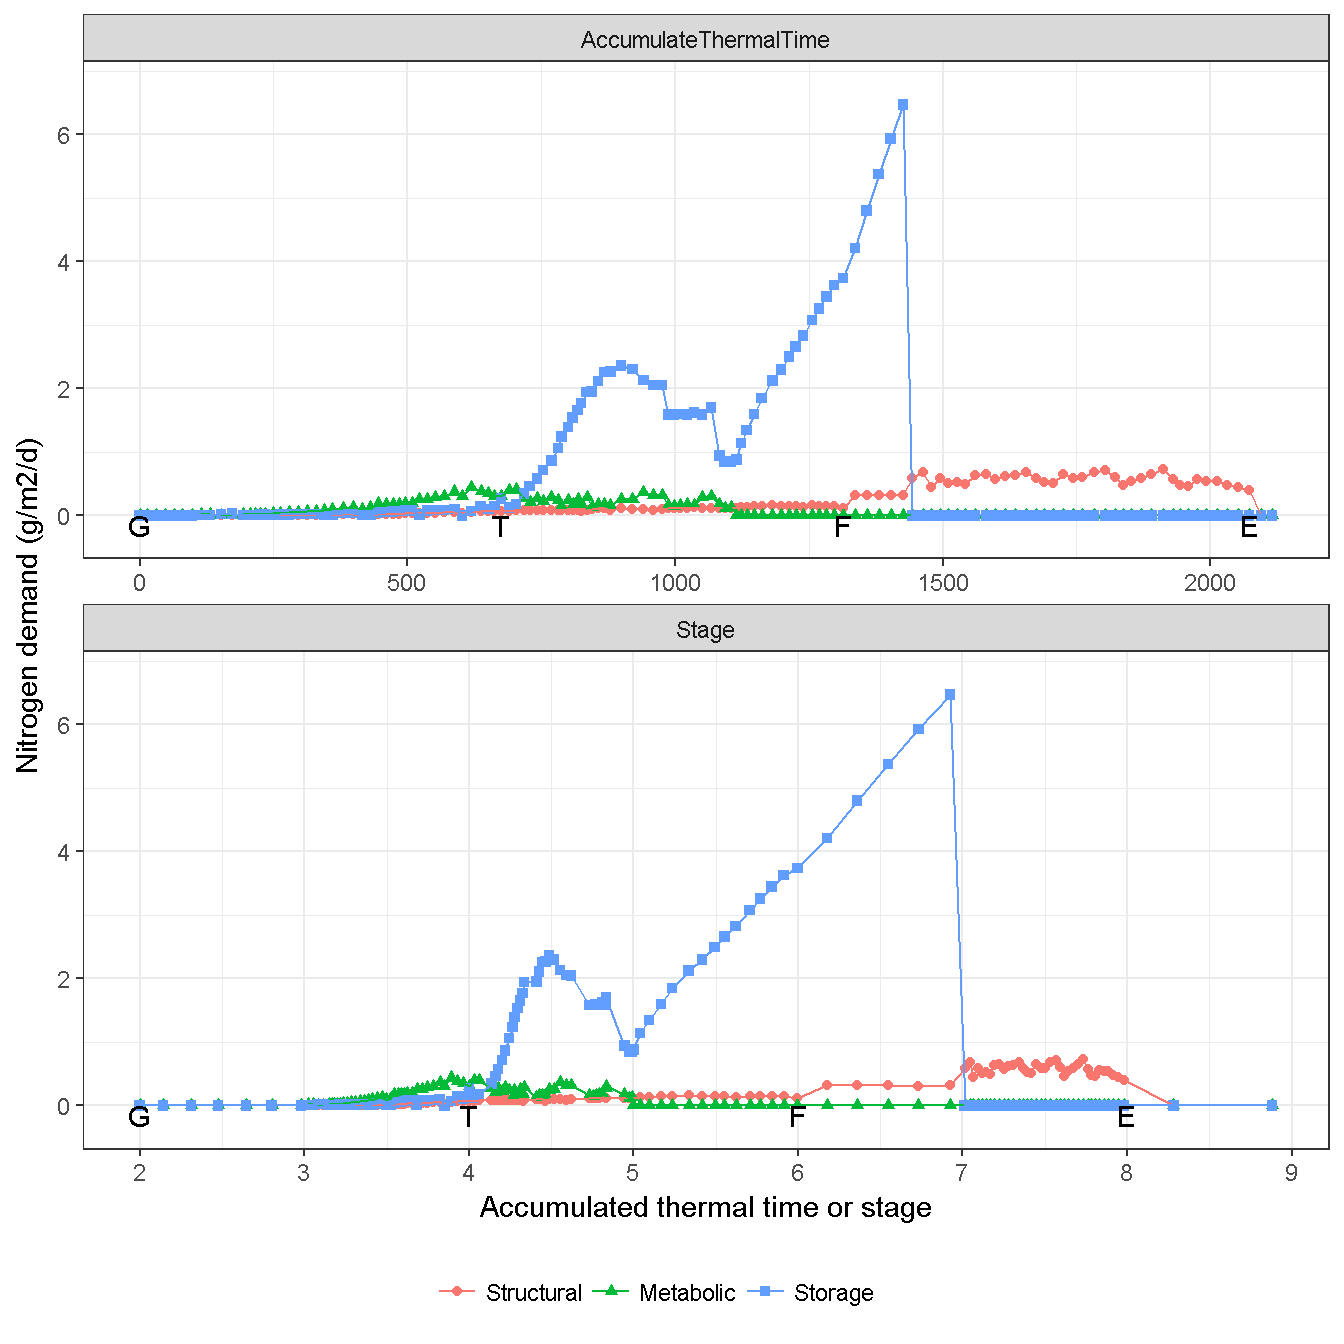 AccumulateThermalTime
6
4
2
0
G T F E
0 500 1000 1500 2000
Nitrogen demand (g/m2/d)
Stage
6
4
2
0
G T F E
2 3 4 5 6 7 8 9
Accumulated thermal time or stage
Structural Metabolic Storage